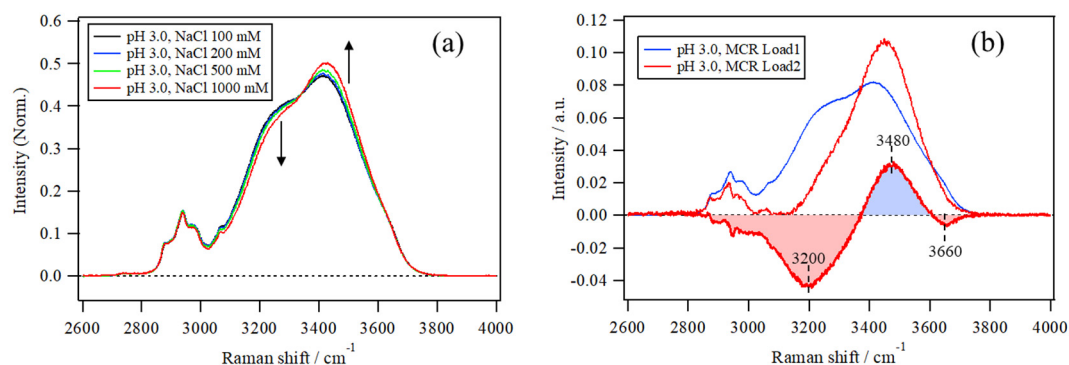 (a)
pH 3.0, NaCl 100 mM
pH 3.0, NaCl 200 mM
pH 3.0, NaCl 500 mM
pH 3.0, NaCl 1000 mM
Intensity (Norm.)
0.6
0.5
0.4
0.3
0.2
0.1
0.0
2600 2800 3000 3200 3400 3600 3800 4000
Raman shift / cm⁻¹
(b)
pH 3.0, MCR Load1
pH 3.0, MCR Load2
Intensity / a.u.
0.12
0.10
0.08
0.06
0.04
0.02
0.00
-0.02
-0.04
3480
3200
3660
2600 2800 3000 3200 3400 3600 3800 4000
Raman shift / cm⁻¹